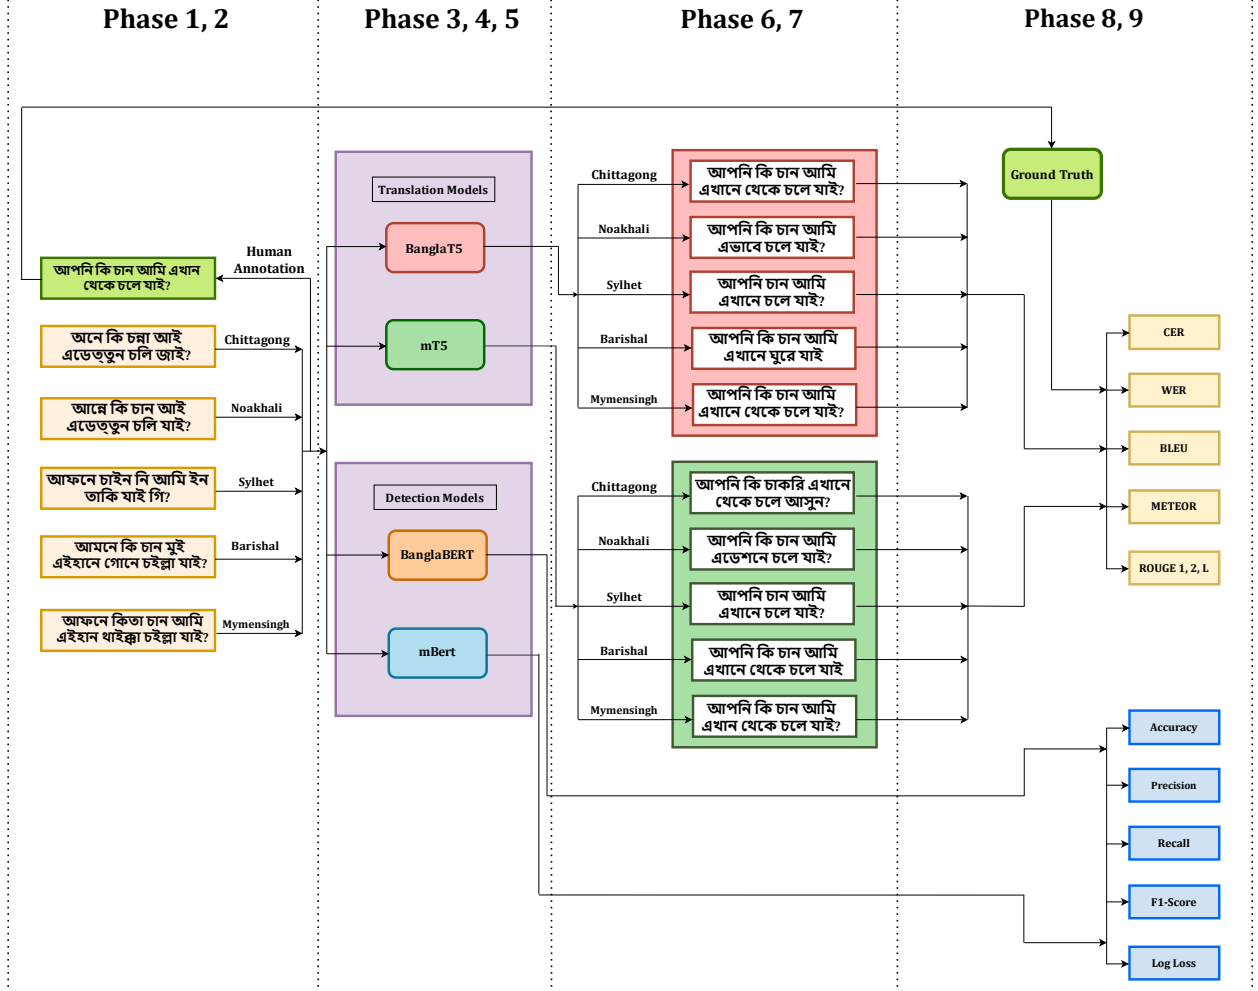 Phase 1, 2
Phase 3, 4, 5
Phase 6, 7
Phase 8, 9
Human
Annotation
আপনি কি চান আমি এখান
থেকে চলে যাই?
অনে কি চন্না আই
এডেত্তুন চলি জাই?
Chittagong
আন্নে কি চান আই
এডেত্তুন চলি যাই?
Noakhali
আফনে চাইন নি আমি ইন
তাকি যাই গি?
Sylhet
আমনে কি চান মুই
এইহানে গোনে চইল্লা যাই?
Barishal
আফনে কিতা চান আমি
এইহান থাইক্কা চইল্লা যাই?
Mymensingh
Translation Models
BanglaT5
mT5
Detection Models
BanglaBERT
mBert
Chittagong
আপনি কি চান আমি
এখানে থেকে চলে যাই?
Noakhali
আপনি কি চান আমি
এভাবে চলে যাই?
Sylhet
আপনি চান আমি
এখানে চলে যাই?
Barishal
আপনি কি চান আমি
এখানে ঘুরে যাই
Mymensingh
আপনি কি চান আমি
এখানে থেকে চলে যাই?
Chittagong
আপনি কি চাকরি এখানে
থেকে চলে আসুন?
Noakhali
আপনি কি চান আমি
এডেশনে চলে যাই?
Sylhet
আপনি চান আমি
এখানে চলে যাই?
Barishal
আপনি কি চান আমি
এখানে থেকে চলে যাই
Mymensingh
আপনি কি চান আমি
এখান থেকে চলে যাই?
Ground Truth
CER
WER
BLEU
METEOR
ROUGE 1, 2, L
Accuracy
Precision
Recall
F1-Score
Log Loss